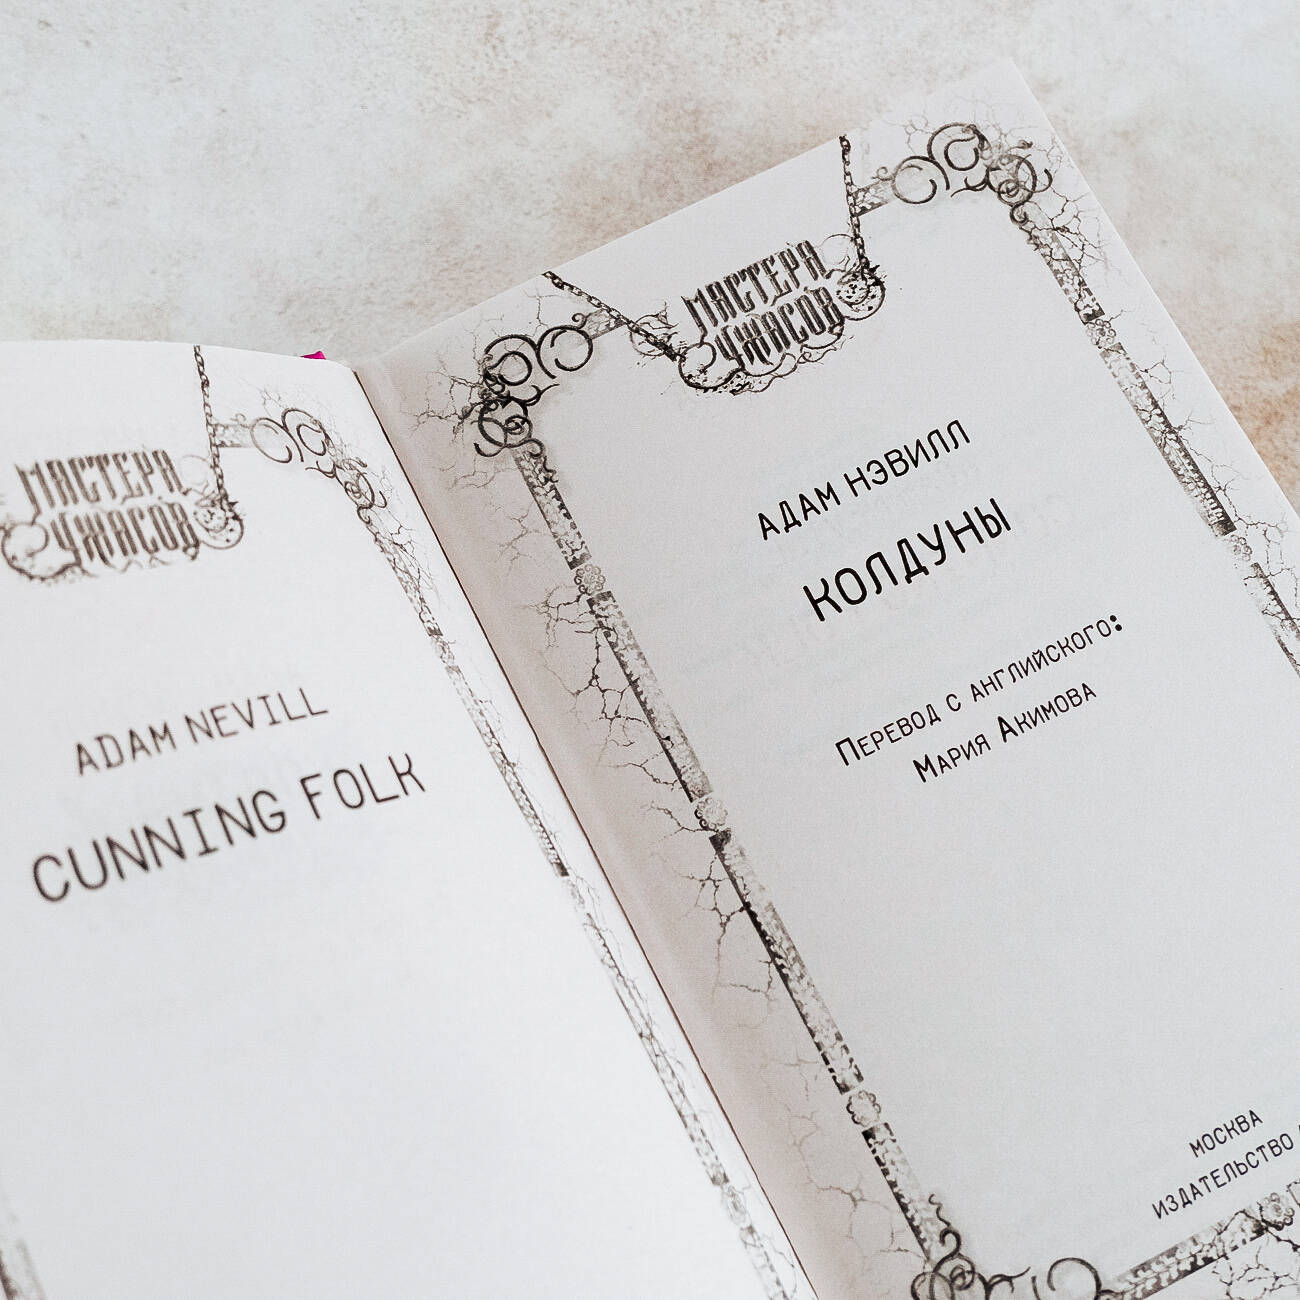 МАСТЕРА
УЖАСОВ
ADAM NEVILL
CUNNING FOLK
МАСТЕРА
УЖАСОВ
АДАМ НЭВИЛЛ
КОЛДУНЫ
Перевод с английского:
Мария Акимова
МОСКВА
ИЗДАТЕЛЬСТВО